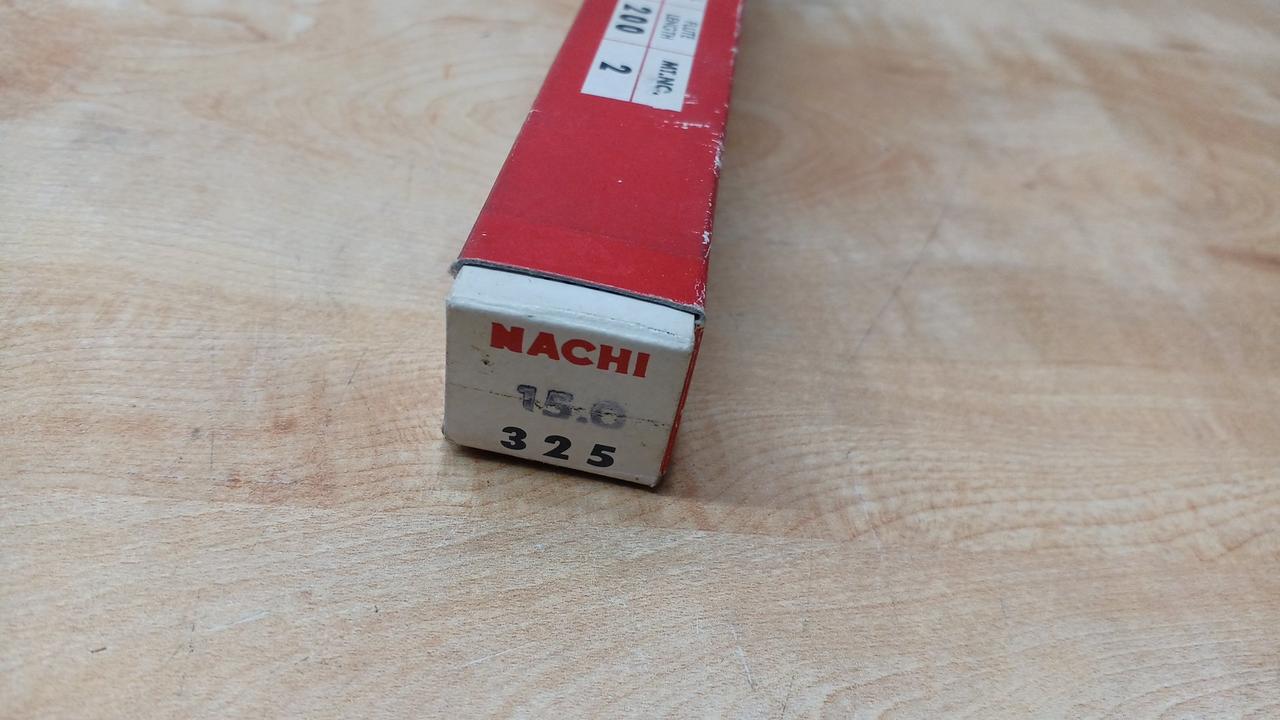 FLUTE LENGTH
MT.NO.
200
2
NACHI
15.0
325